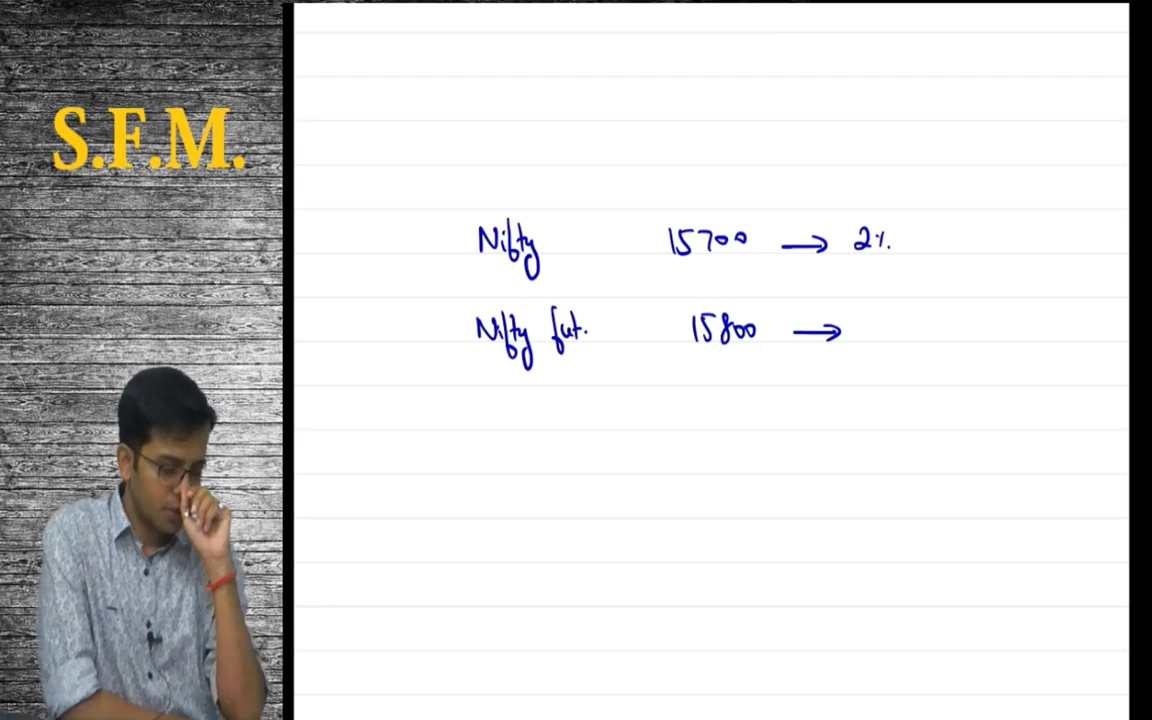 S.F.M.
Nifty 15700 → 2%.
Nifty fut. 15800 →